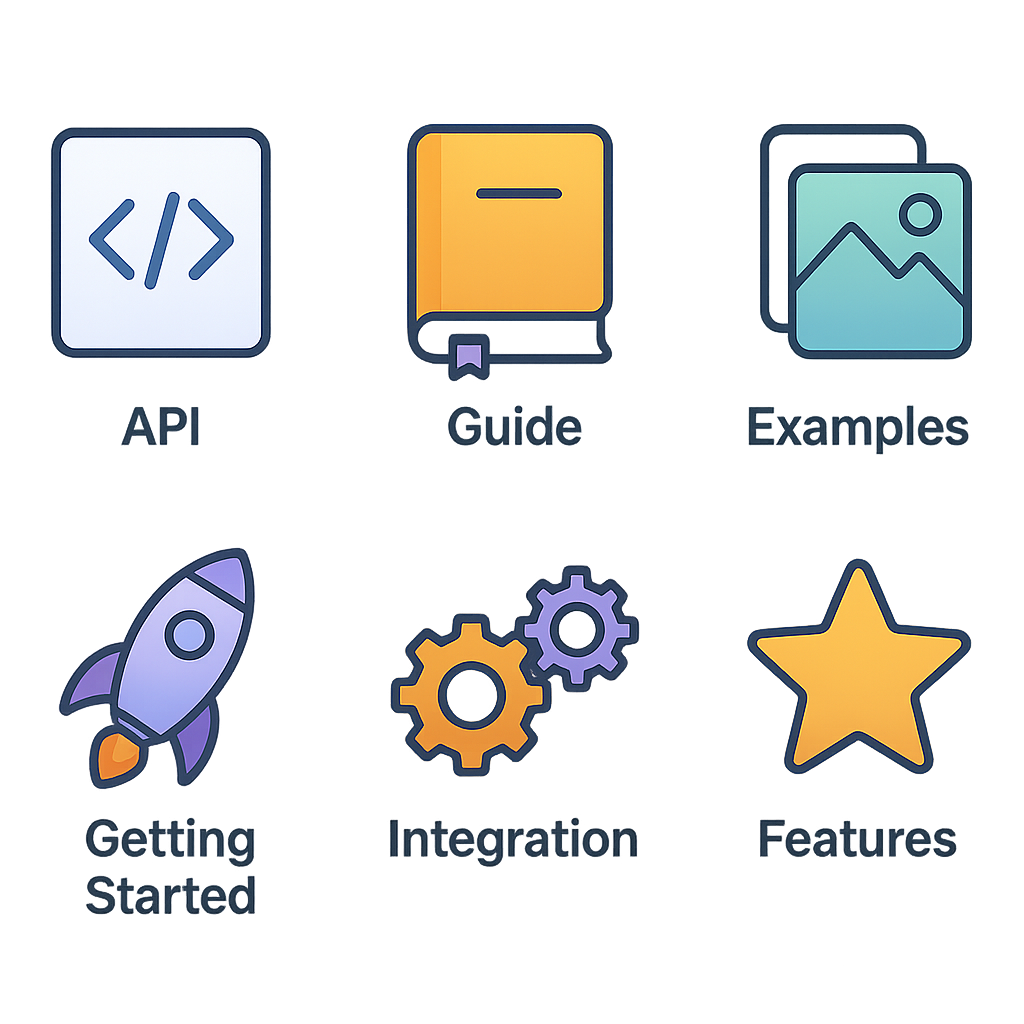 API
Guide
Examples
Getting
Started
Integration
Features